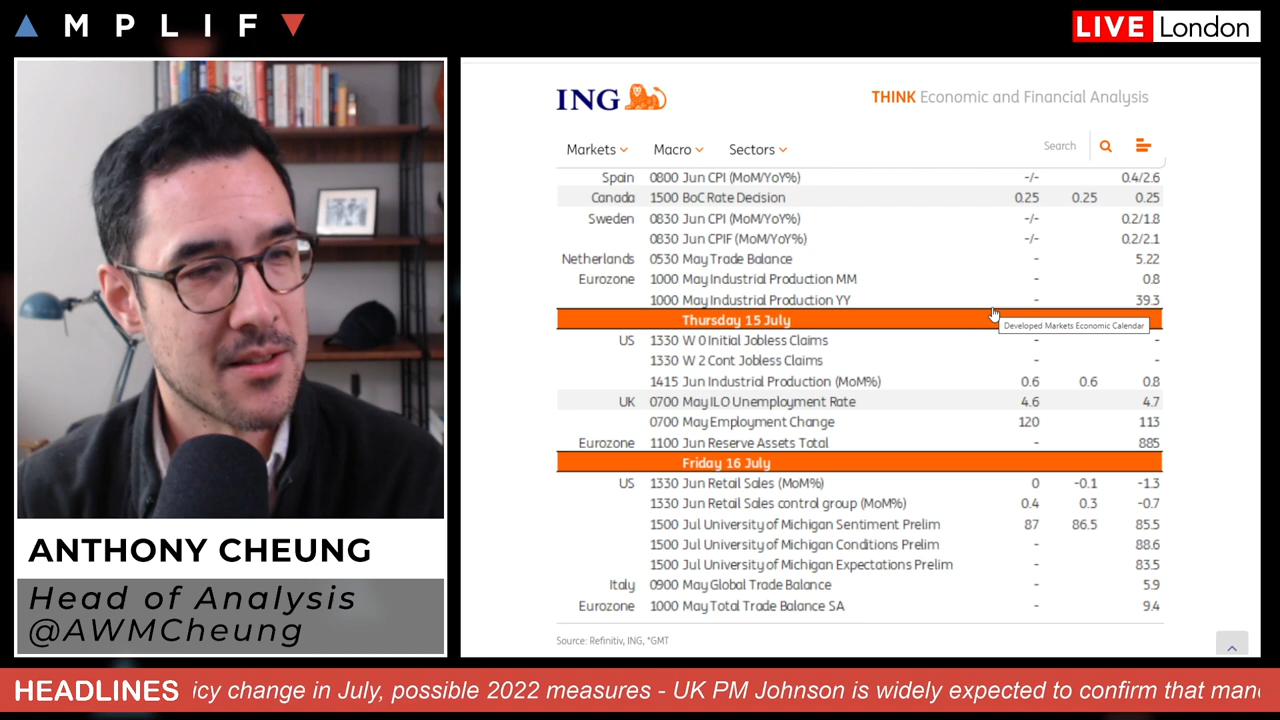 AMPLIFY
LIVE London
ING
THINK Economic and Financial Analysis
Markets Macro Sectors Search
Spain 0800 Jun CPI (MoM/YoY%) -/- 0.4/2.6
Canada 1500 BoC Rate Decision 0.25 0.25 0.25
Sweden 0830 Jun CPI (MoM/YoY%) -/- 0.2/1.8
0830 Jun CPIF (MoM/YoY%) -/- 0.2/2.1
Netherlands 0530 May Trade Balance - 5.22
Eurozone 1000 May Industrial Production MM - 0.8
1000 May Industrial Production YY - 39.3
Thursday 15 July
Developed Markets Economic Calendar
US 1330 W 0 Initial Jobless Claims - -
1330 W 2 Cont Jobless Claims - -
1415 Jun Industrial Production (MoM%) 0.6 0.6 0.8
UK 0700 May ILO Unemployment Rate 4.6 4.7
0700 May Employment Change 120 113
Eurozone 1100 Jun Reserve Assets Total - 885
Friday 16 July
US 1330 Jun Retail Sales (MoM%) 0 -0.1 -1.3
1330 Jun Retail Sales control group (MoM%) 0.4 0.3 -0.7
1500 Jul University of Michigan Sentiment Prelim 87 86.5 85.5
1500 Jul University of Michigan Conditions Prelim - 88.6
1500 Jul University of Michigan Expectations Prelim - 83.5
Italy 0900 May Global Trade Balance - 5.9
Eurozone 1000 May Total Trade Balance SA - 9.4
Source: Refinitiv, ING, *GMT
ANTHONY CHEUNG
Head of Analysis
@AWMCheung
HEADLINES icy change in July, possible 2022 measures - UK PM Johnson is widely expected to confirm that man